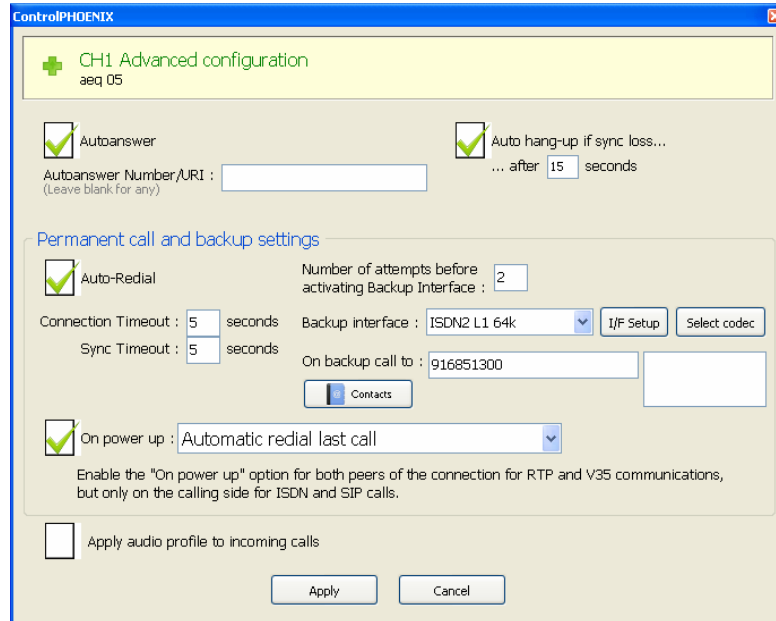 ControlPHOENIX
CH1 Advanced configuration
aeq 05
Autoanswer
Autoanswer Number/URI :
(Leave blank for any)
Auto hang-up if sync loss...
... after 15 seconds
Permanent call and backup settings
Auto-Redial
Number of attempts before
activating Backup Interface : 2
Connection Timeout : 5 seconds
Sync Timeout : 5 seconds
Backup interface : ISDN2 L1 64k
I/F Setup
Select codec
On backup call to : 916851300
Contacts
On power up : Automatic redial last call
Enable the "On power up" option for both peers of the connection for RTP and V35 communications,
but only on the calling side for ISDN and SIP calls.
Apply audio profile to incoming calls
Apply
Cancel